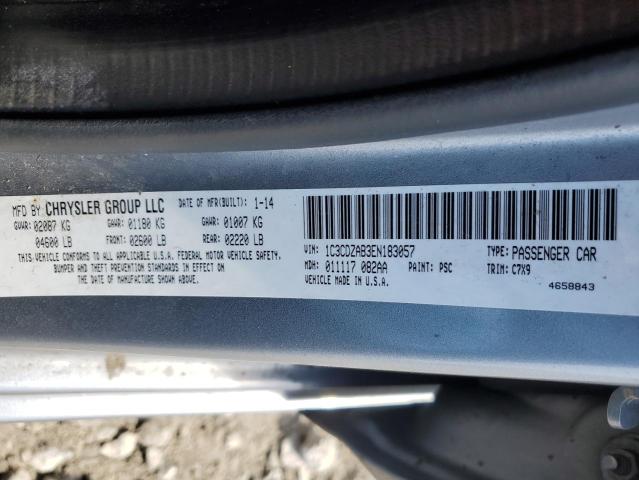 MFD BY CHRYSLER GROUP LLC DATE OF MFR(BUILT): 1-14
GVWR: 02087 KG GAWR: 01180 KG GAWR: 01007 KG
04600 LB FRONT: 02600 LB REAR: 02220 LB
THIS VEHICLE CONFORMS TO ALL APPLICABLE U.S.A. FEDERAL MOTOR VEHICLE SAFETY,
BUMPER AND THEFT PREVENTION STANDARDS IN EFFECT ON
THE DATE OF MANUFACTURE SHOWN ABOVE.
VIN: 1C3CDZAB3EN183057 TYPE: PASSENGER CAR
MDH: 011117 082AA PAINT: PSC TRIM: C7X9
VEHICLE MADE IN U.S.A. 4658843